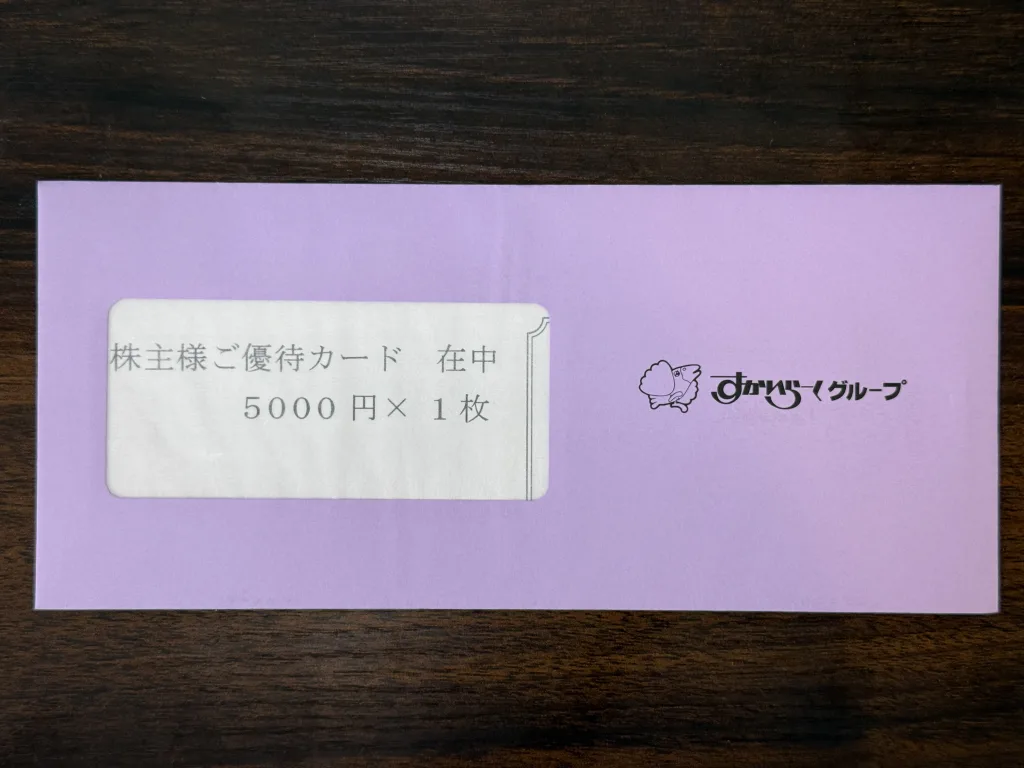 株主様ご優待カード　在中
5000円×１枚
すかいらーくグループ